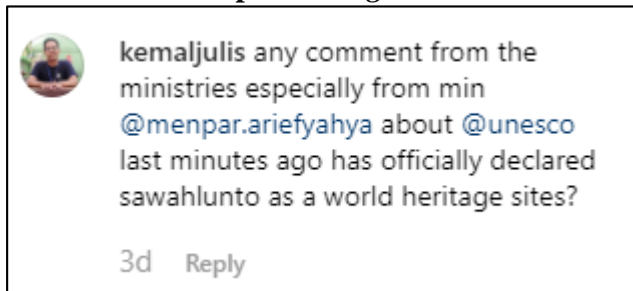 kemaljulis any comment from the
ministries especially from min
@menpar.ariefyahya about @unesco
last minutes ago has officially declared
sawahlunto as a world heritage sites?
3d Reply